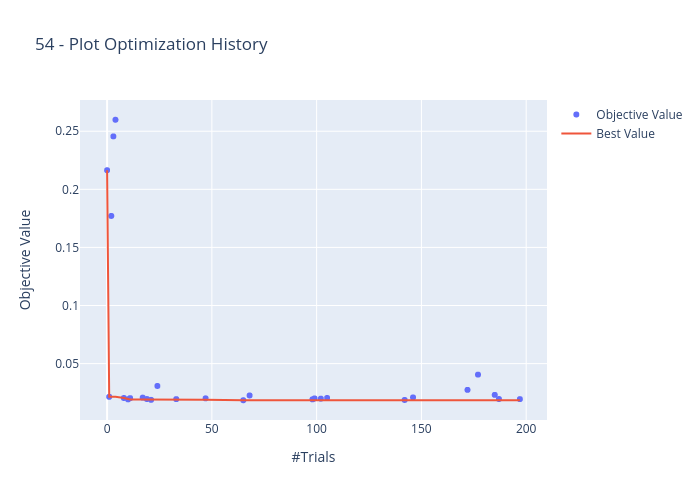 54 - Plot Optimization History
Objective Value
Best Value
0.25
0.2
0.15
0.1
0.05
Objective Value
0
50
100
150
200
#Trials